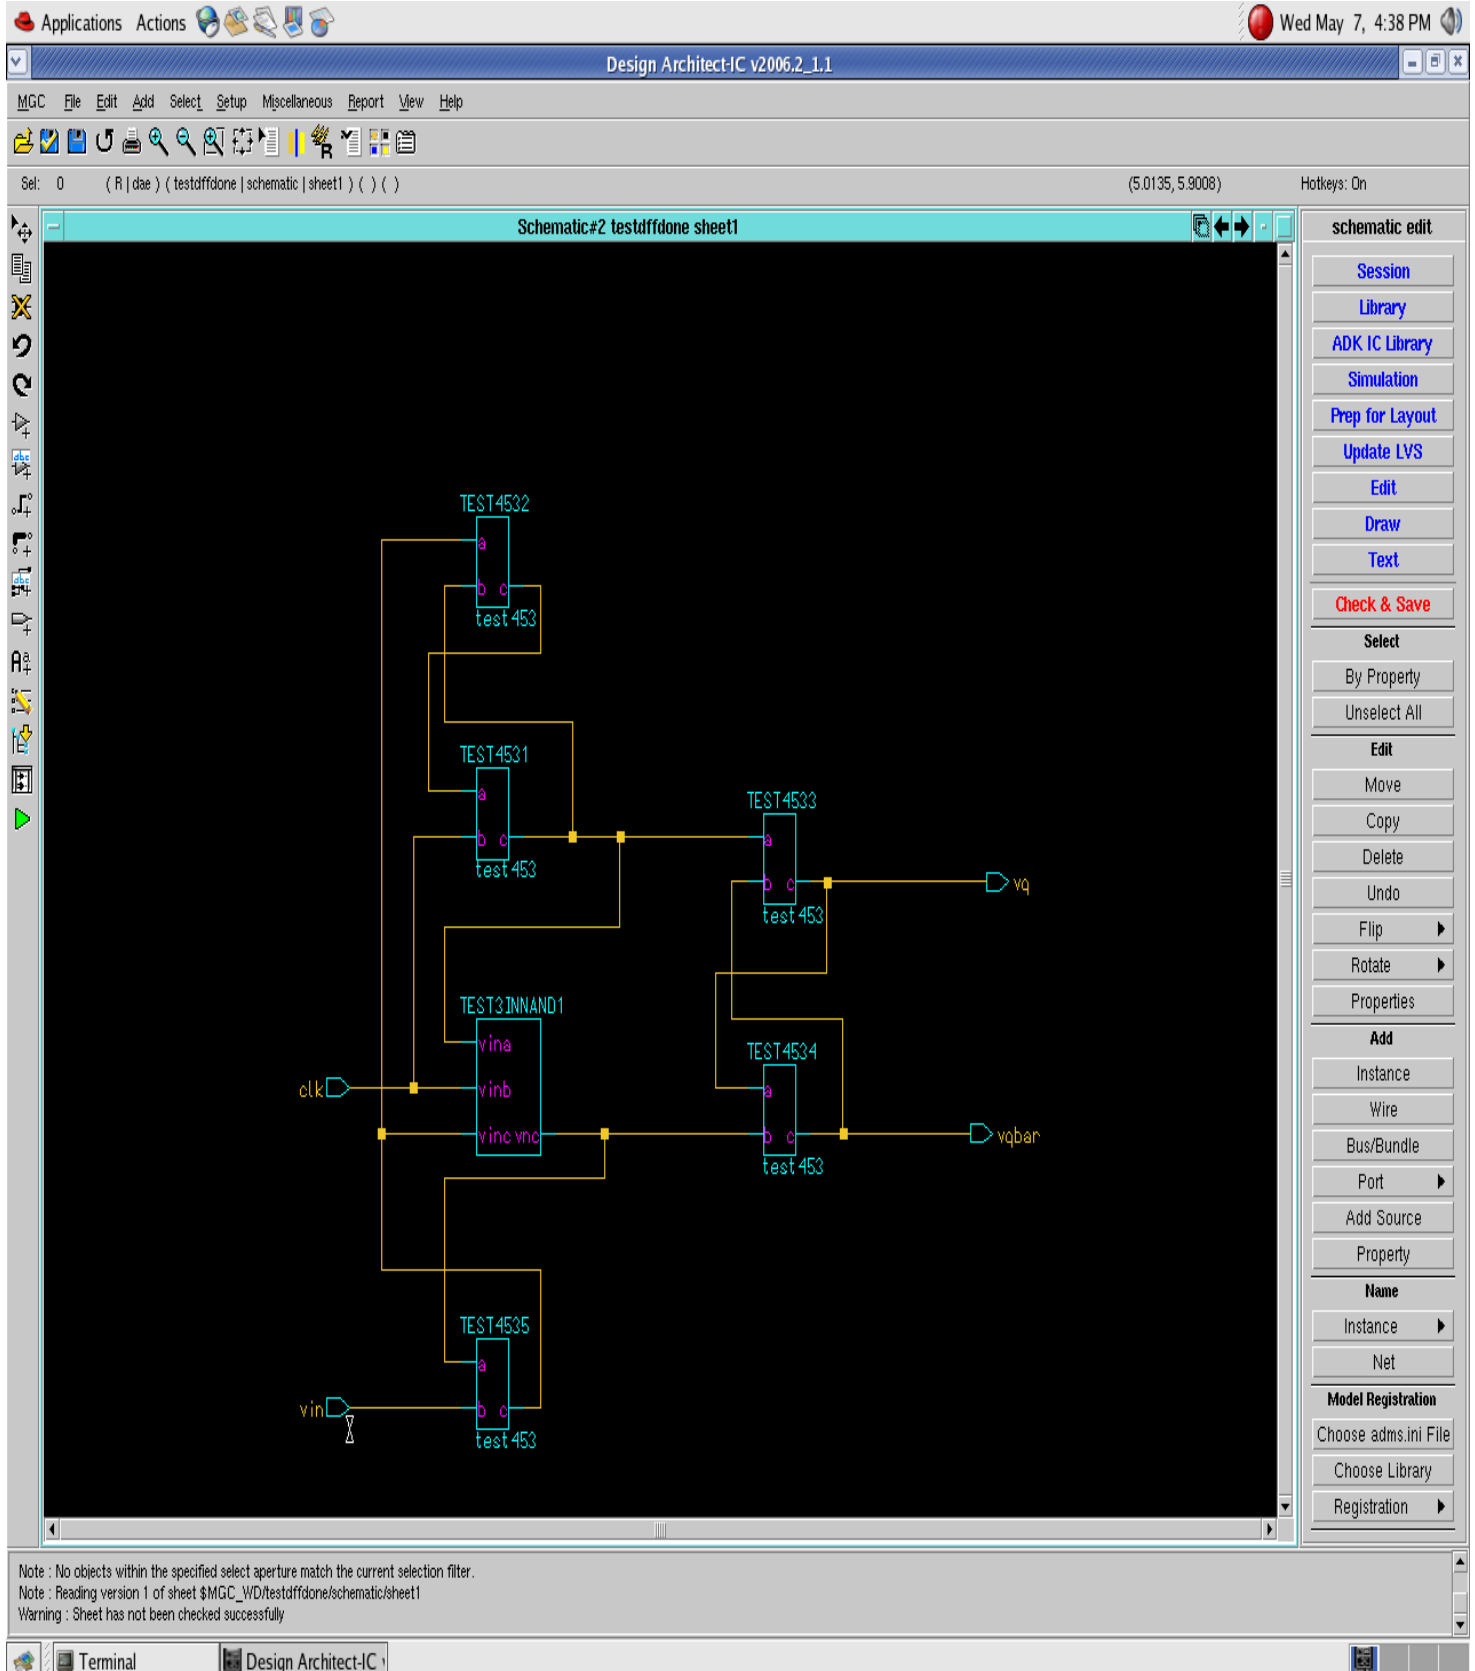 Applications Actions
Wed May 7, 4:38 PM
Design Architect-IC v2006.2_1.1
MGC File Edit Add Select Setup Miscellaneous Report View Help
Sel: 0 ( R | dae ) ( testdffdone | schematic | sheet1 ) ( ) ( ) (5.0135, 5.9008) Hotkeys: On
Schematic#2 testdffdone sheet1
schematic edit
Session
Library
ADK IC Library
Simulation
Prep for Layout
Update LVS
Edit
Draw
Text
Check & Save
Select
By Property
Unselect All
Edit
Move
Copy
Delete
Undo
Flip
Rotate
Properties
Add
Instance
Wire
Bus/Bundle
Port
Add Source
Property
Name
Instance
Net
Model Registration
Choose adms.ini File
Choose Library
Registration
TEST4532
a
b c
test453
TEST4531
a
b c
test453
TEST4533
a
b c
test453
vq
TEST3INNAND1
vina
clk
vinb
vinc vnc
TEST4534
a
b c
test453
vqbar
TEST4535
a
vin
b c
test453
Note : No objects within the specified select aperture match the current selection filter.
Note : Reading version 1 of sheet $MGC_WD/testdffdone/schematic/sheet1
Warning : Sheet has not been checked successfully
Terminal
Design Architect-IC